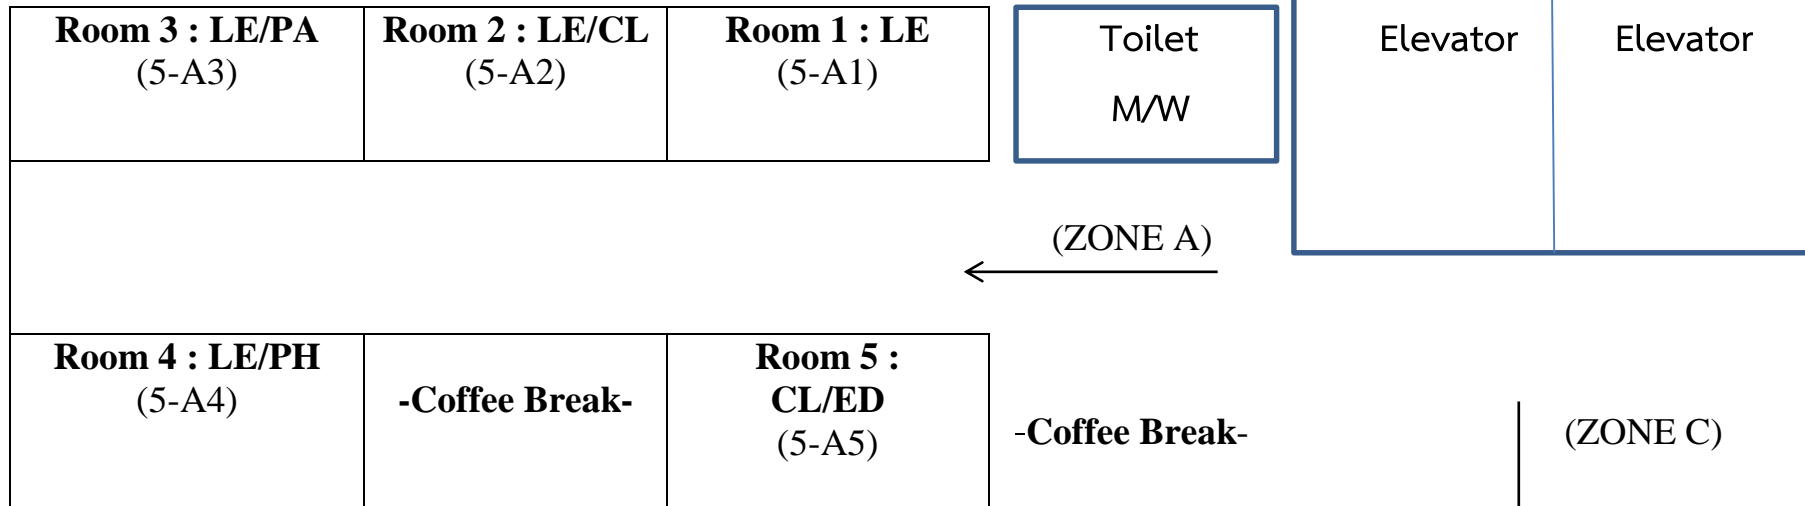 Room 3 : LE/PA
(5-A3)
Room 2 : LE/CL
(5-A2)
Room 1 : LE
(5-A1)
Toilet
M/W
Elevator
Elevator
(ZONE A)
Room 4 : LE/PH
(5-A4)
-Coffee Break-
Room 5 :
CL/ED
(5-A5)
-Coffee Break-
(ZONE C)